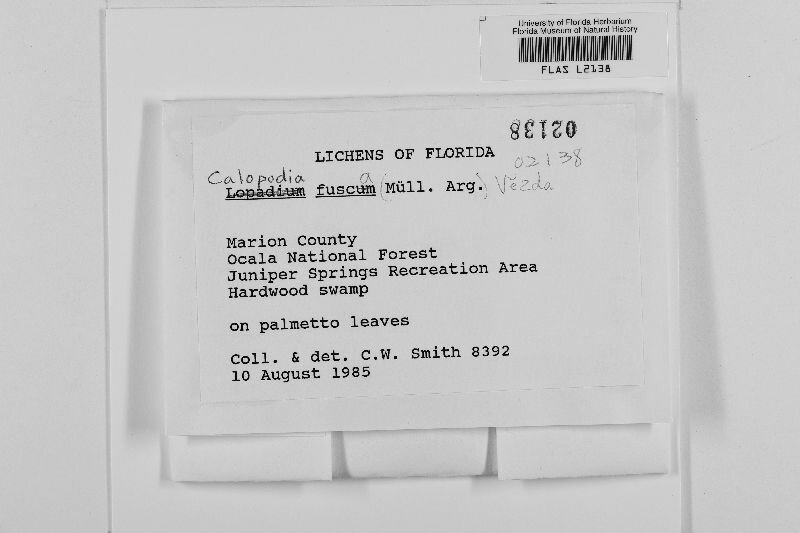 University of Florida Herbarium
Florida Museum of Natural History
FLAS L2138
02138
LICHENS OF FLORIDA
02138
Calopodia
Lopadium fuscum a (Müll. Arg.) Vězda
Marion County
Ocala National Forest
Juniper Springs Recreation Area
Hardwood swamp
on palmetto leaves
Coll. & det. C.W. Smith 8392
10 August 1985